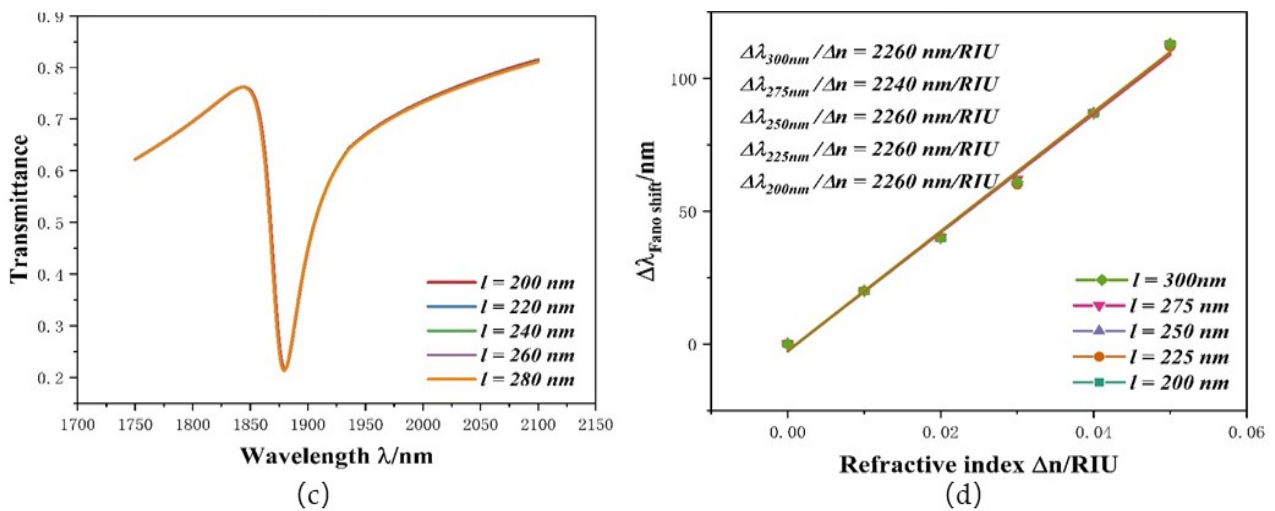 0.9
0.8
0.7
0.6
0.5
0.4
0.3
0.2
Transmittance
l = 200 nm
l = 220 nm
l = 240 nm
l = 260 nm
l = 280 nm
1700 1750 1800 1850 1900 1950 2000 2050 2100 2150
Wavelength λ/nm
(c)
Δλ300nm/Δn = 2260 nm/RIU
Δλ275nm/Δn = 2240 nm/RIU
Δλ250nm/Δn = 2260 nm/RIU
Δλ225nm/Δn = 2260 nm/RIU
Δλ200nm/Δn = 2260 nm/RIU
100
50
0
ΔλFano shift/nm
l = 300nm
l = 275 nm
l = 250 nm
l = 225 nm
l = 200 nm
0.00 0.02 0.04 0.06
Refractive index Δn/RIU
(d)